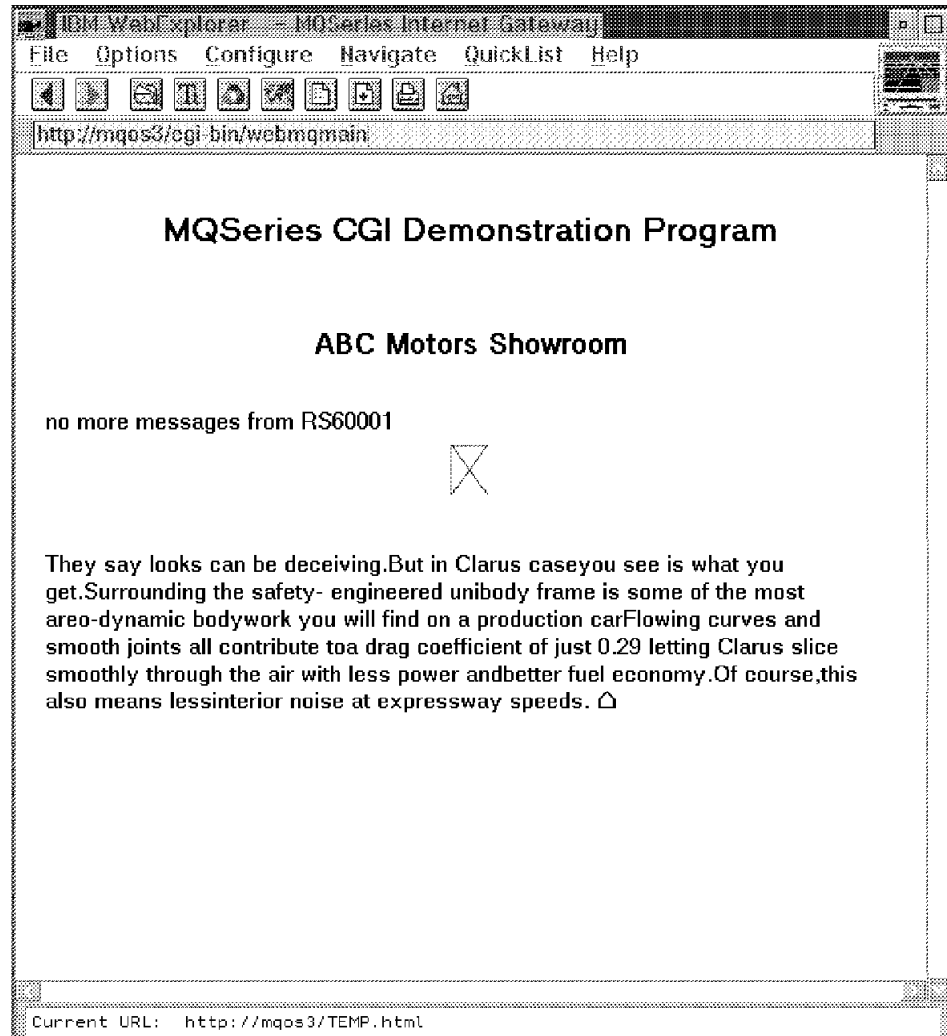 IBM WebExplorer - MQSeries Internet Gateway
File Options Configure Navigate QuickList Help
http://mqos3/cgi-bin/webmqmain
MQSeries CGI Demonstration Program
ABC Motors Showroom
no more messages from RS60001
They say looks can be deceiving.But in Clarus caseyou see is what you
get.Surrounding the safety- engineered unibody frame is some of the most
areo-dynamic bodywork you will find on a production carFlowing curves and
smooth joints all contribute toa drag coefficient of just 0.29 letting Clarus slice
smoothly through the air with less power andbetter fuel economy.Of course,this
also means lessinterior noise at expressway speeds.
Current URL: http://mqos3/TEMP.html